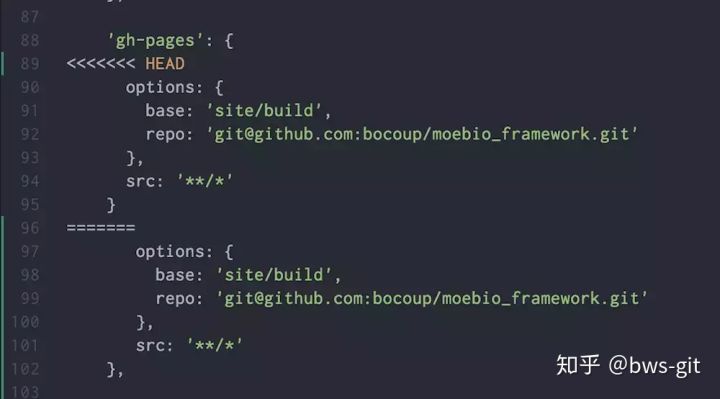 87
88 'gh-pages': {
89 <<<<<<< HEAD
90 options: {
91 base: 'site/build',
92 repo: 'git@github.com:bocoup/moebio_framework.git'
93 },
94 src: '**/*'
95 }
96 =======
97 options: {
98 base: 'site/build',
99 repo: 'git@github.com:bocoup/moebio_framework.git'
100 },
101 src: '**/*'
102 },
103
知乎 @bws-git